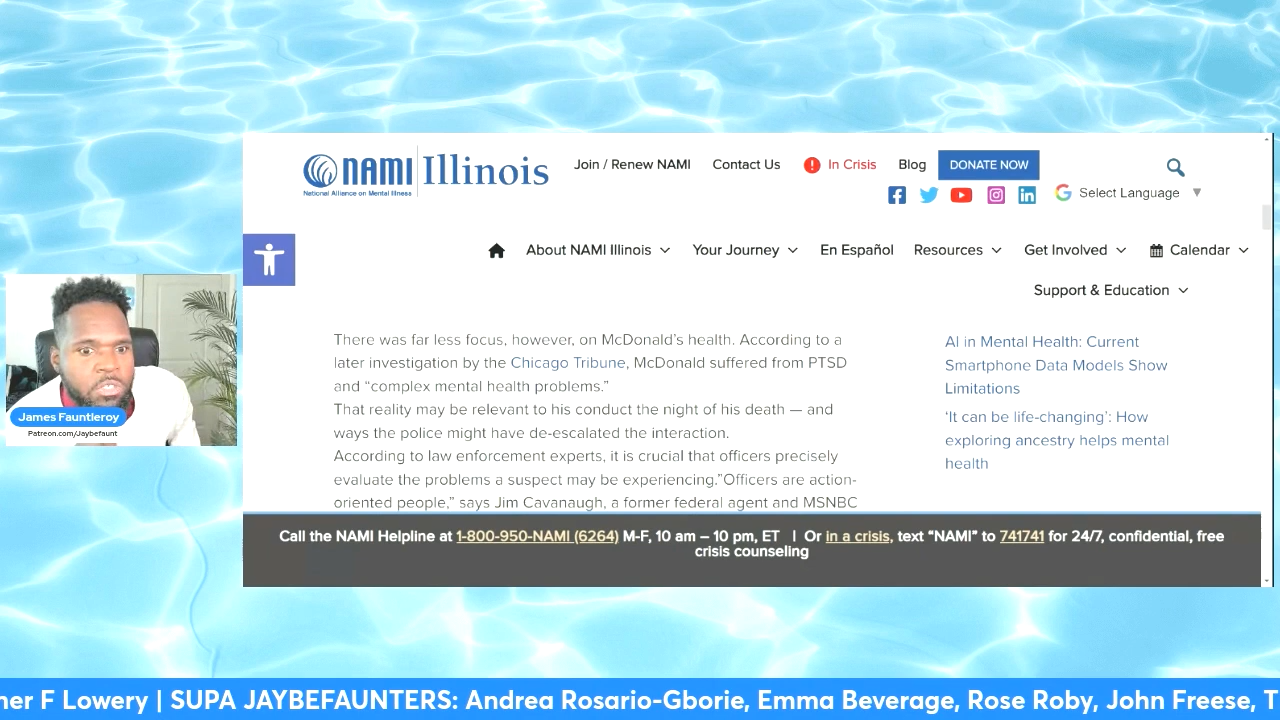 NAMI Illinois
National Alliance on Mental Illness
Join / Renew NAMI Contact Us In Crisis Blog DONATE NOW
Select Language
About NAMI Illinois Your Journey En Español Resources Get Involved Calendar
Support & Education
There was far less focus, however, on McDonald’s health. According to a
later investigation by the Chicago Tribune, McDonald suffered from PTSD
and “complex mental health problems.”
That reality may be relevant to his conduct the night of his death — and
ways the police might have de-escalated the interaction.
According to law enforcement experts, it is crucial that officers precisely
evaluate the problems a suspect may be experiencing.”Officers are action-
oriented people,” says Jim Cavanaugh, a former federal agent and MSNBC
AI in Mental Health: Current
Smartphone Data Models Show
Limitations
‘It can be life-changing’: How
exploring ancestry helps mental
health
Call the NAMI Helpline at 1-800-950-NAMI (6264) M-F, 10 am – 10 pm, ET | Or in a crisis, text “NAMI” to 741741 for 24/7, confidential, free
crisis counseling
James Fauntleroy
Patreon.com/Jaybefaunt
ner F Lowery | SUPA JAYBEFAUNTERS: Andrea Rosario-Gborie, Emma Beverage, Rose Roby, John Freese, T